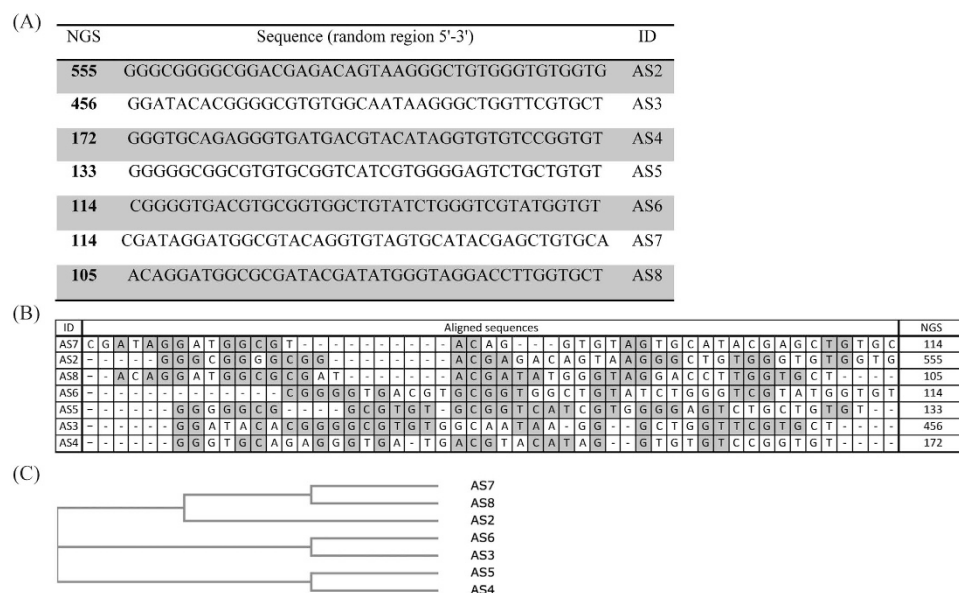 (A)
NGS Sequence (random region 5'-3') ID
555 GGGCGGGGCGGACGAGACAGTAAGGGCTGTGGGTGTGGTG AS2
456 GGATACACGGGGCGTGTGGCAATAAGGGCTGGTTCGTGCT AS3
172 GGGTGCAGAGGGTGATGACGTACATAGGTGTGTCCGGTGT AS4
133 GGGGGCGGCGTGTGCGGTCATCGTGGGGAGTCTGCTGTGT AS5
114 CGGGGTGACGTGCGGTGGCTGTATCTGGGTCGTATGGTGT AS6
114 CGATAGGATGGCGTACAGGTGTAGTGCATACGAGCTGTGCA AS7
105 ACAGGATGGCGCGATACGATATGGGTAGGACCTTGGTGCT AS8
(B)
ID Aligned sequences NGS
AS7 C G A T A G G A T G G C G T - - - - - - - - - - A C A G - - - G T G T A G T G C A T A C G A G C T G T G C 114
AS2 - - - - - G G G C G G G G C G G - - - - - - - - A C G A G A C A G T A A G G G C T G T G G G T G T G G T G 555
AS8 - - A C A G G A T G G C G C G A T - - - - - - - A C G A T A T G G G T A G G A C C T T G G T G C T - - - - 105
AS6 - - - - - - - - - - - - - C G G G G T G A C G T G C G G T G G C T G T A T C T G G G T C G T A T G G T G T 114
AS5 - - - - - - G G G G G C G - - - - G C G T G T - G C G G T C A T C G T G G G G A G T C T G C T G T G T - - 133
AS3 - - - - - - G G A T A C A C G G G G C G T G T G G C A A T A A - G G - - G C T G G T T C G T G C T - - - - 456
AS4 - - - - - - G G G T G C A G A G G G T G A - T G A C G T A C A T A G - - G T G T G T C C G G T G T - - - - 172
(C)
AS7
AS8
AS2
AS6
AS3
AS5
AS4